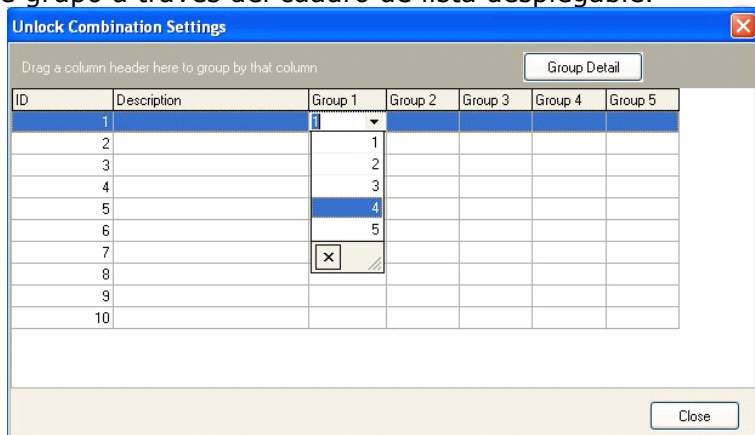 grupo a través del cuadro de lista desplegable.
Unlock Combination Settings
Drag a column header here to group by that column
Group Detail
ID Description Group 1 Group 2 Group 3 Group 4 Group 5
1 1
2 1
3 2
4 3
5 4
6 5
7
8
9
10
Close